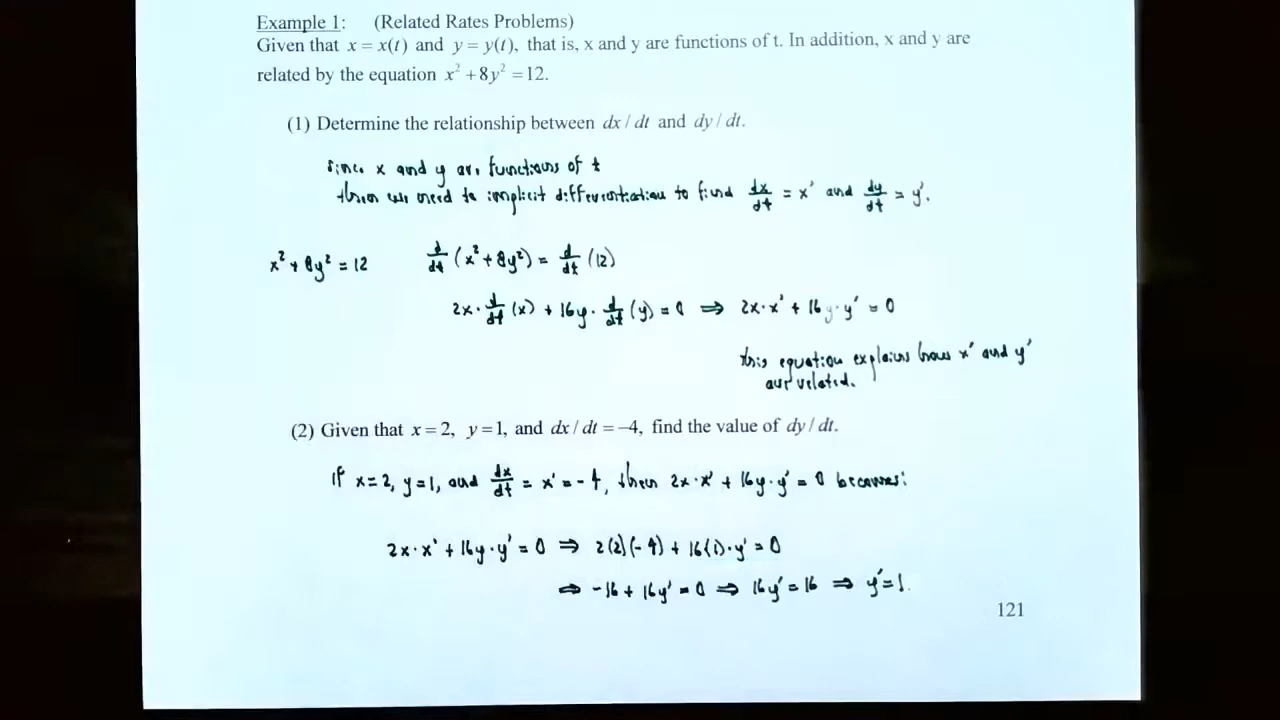 Example 1: (Related Rates Problems)
Given that x = x(t) and y = y(t), that is, x and y are functions of t. In addition, x and y are
related by the equation x² + 8y² = 12.
(1) Determine the relationship between dx / dt and dy / dt.
Since x and y are functions of t
then we need to implicit differentiation to find dx/dt = x' and dy/dt = y'.
x² + 8y² = 12 d/dt (x² + 8y²) = d/dt (12)
2x · d/dt (x) + 16y · d/dt (y) = 0 ⇒ 2x · x' + 16y · y' = 0
this equation explains how x' and y'
are related.
(2) Given that x = 2, y = 1, and dx / dt = –4, find the value of dy / dt.
If x = 2, y = 1, and dx/dt = x' = -4, then 2x · x' + 16y · y' = 0 becomes:
2x · x' + 16y · y' = 0 ⇒ 2(2)(-4) + 16(1) · y' = 0
⇒ -16 + 16y' = 0 ⇒ 16y' = 16 ⇒ y' = 1.
121